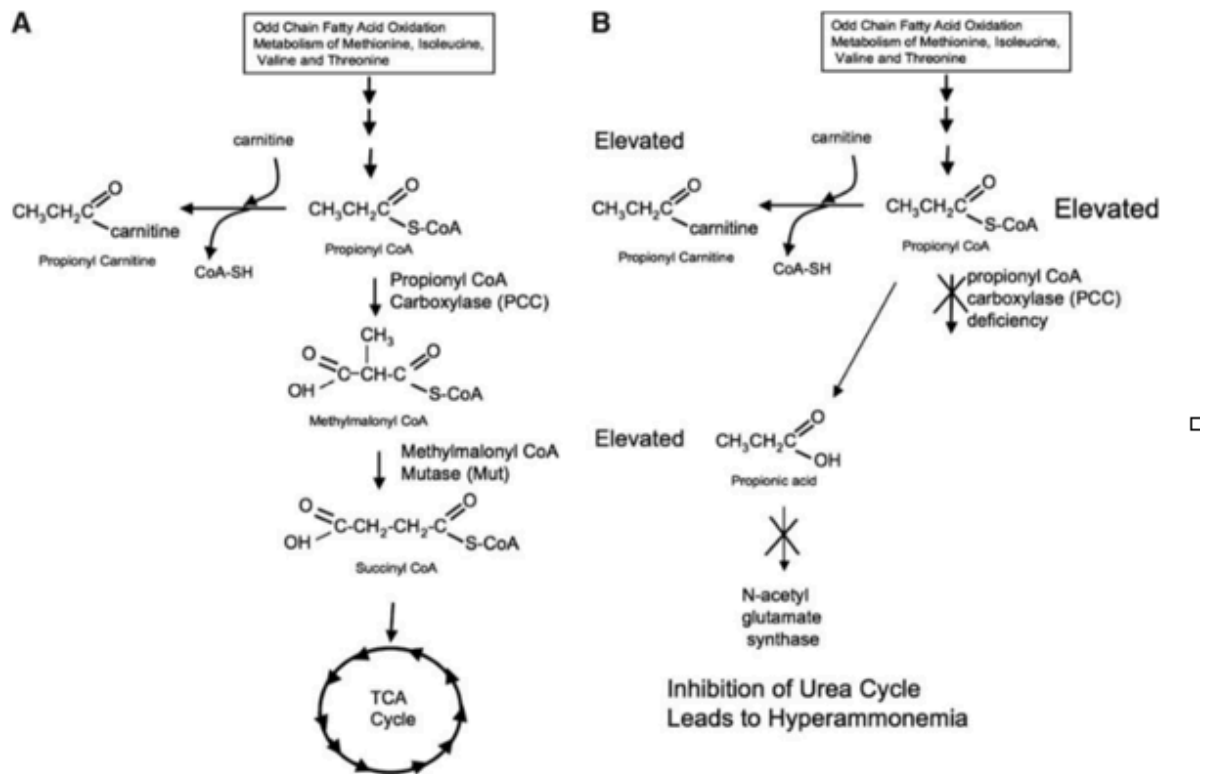 A
Odd Chain Fatty Acid Oxidation
Metabolism of Methionine, Isoleucine,
Valine and Threonine
carnitine
CH3CH2C
O
carnitine
Propionyl Carnitine
CoA-SH
CH3CH2C
O
S-CoA
Propionyl CoA
Propionyl CoA
Carboxylase (PCC)
CH3
O
OH
C-CH-C
O
S-CoA
Methylmalonyl CoA
Methylmalonyl CoA
Mutase (Mut)
O
OH
C-CH2-CH2-C
O
S-CoA
Succinyl CoA
TCA
Cycle
B
Odd Chain Fatty Acid Oxidation
Metabolism of Methionine, Isoleucine,
Valine and Threonine
Elevated
carnitine
CH3CH2C
O
carnitine
Propionyl Carnitine
CoA-SH
CH3CH2C
O
S-CoA
Elevated
Propionyl CoA
propionyl CoA
carboxylase (PCC)
deficiency
Elevated
CH3CH2C
O
OH
Propionic acid
N-acetyl
glutamate
synthase
Inhibition of Urea Cycle
Leads to Hyperammonemia